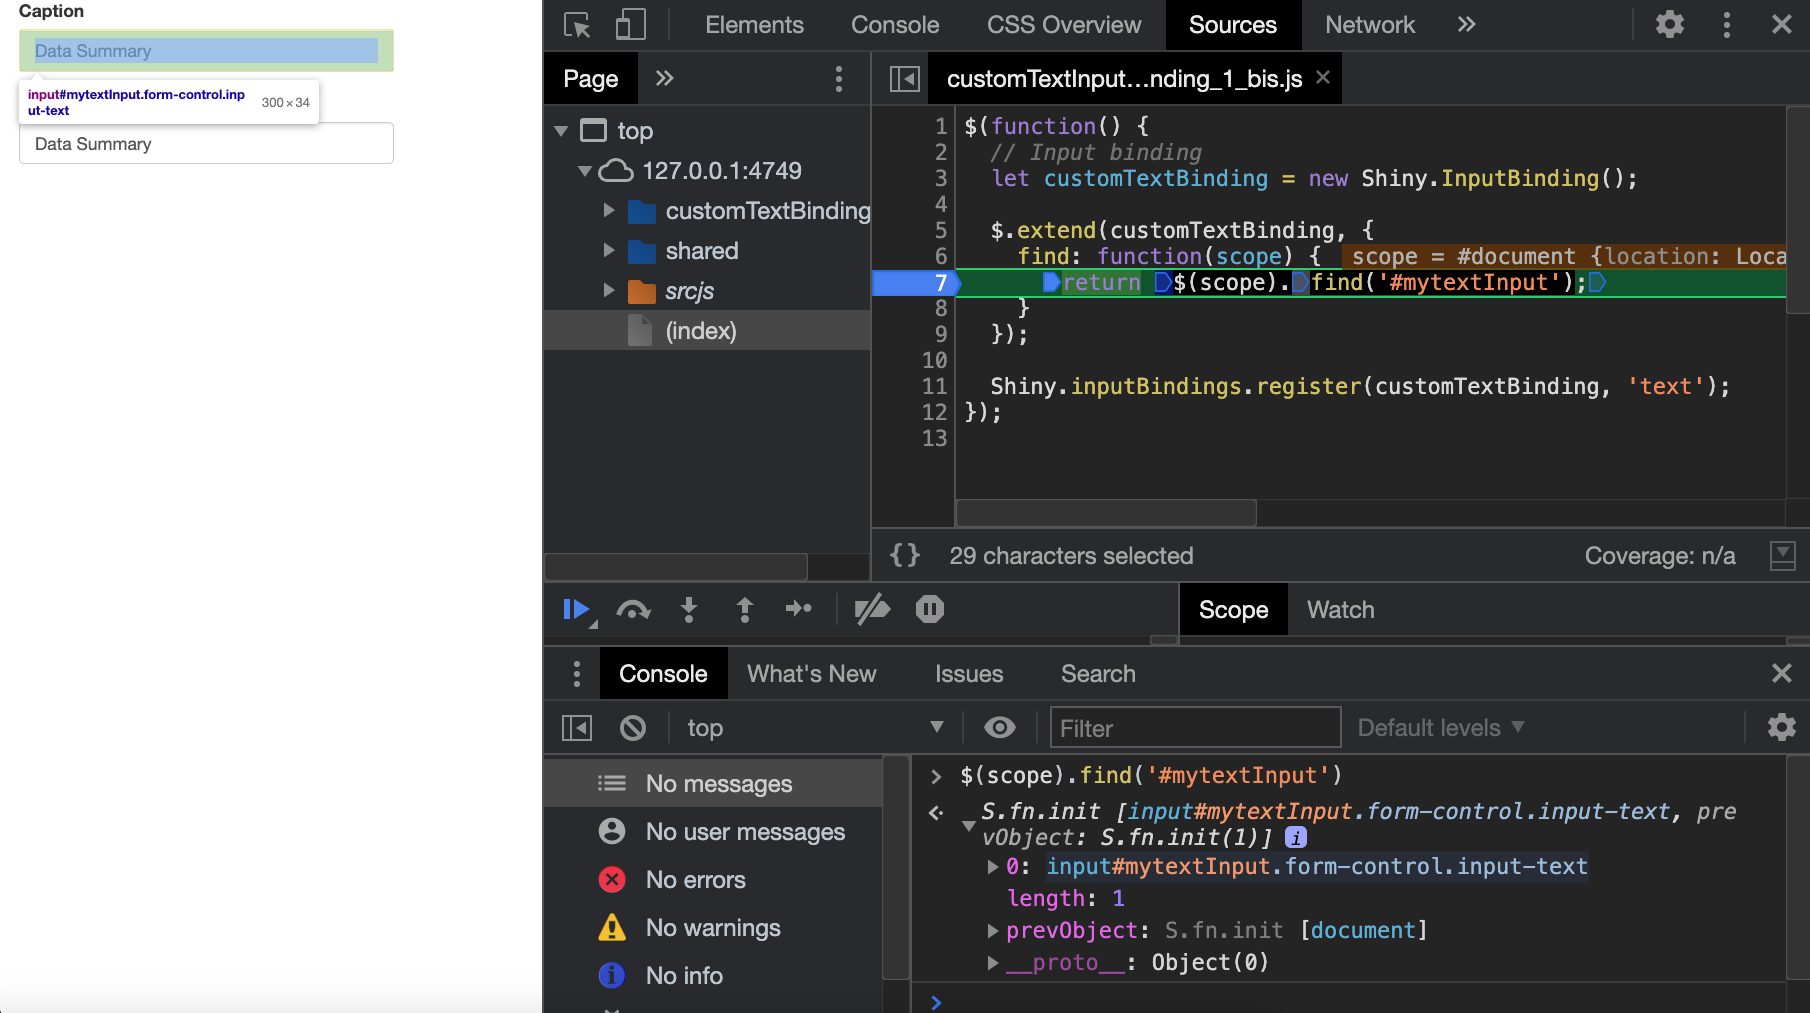 Caption
Data Summary
input#mytextInput.form-control.inp
ut-text
300 × 34
Data Summary
Elements Console CSS Overview Sources Network »
Page »
customTextInput…nding_1_bis.js ×
top
127.0.0.1:4749
customTextBinding
shared
srcjs
(index)
1 $(function() {
2 // Input binding
3 let customTextBinding = new Shiny.InputBinding();
4
5 $.extend(customTextBinding, {
6 find: function(scope) { scope = #document {location: Loca
7 return $(scope).find('#mytextInput');
8 }
9 });
10
11 Shiny.inputBindings.register(customTextBinding, 'text');
12 });
13
{} 29 characters selected Coverage: n/a
Scope Watch
Console What's New Issues Search
top Filter Default levels ▼
No messages
No user messages
No errors
No warnings
No info
> $(scope).find('#mytextInput')
S.fn.init [input#mytextInput.form-control.input-text, pre
vObject: S.fn.init(1)] i
0: input#mytextInput.form-control.input-text
length: 1
prevObject: S.fn.init [document]
__proto__: Object(0)
>